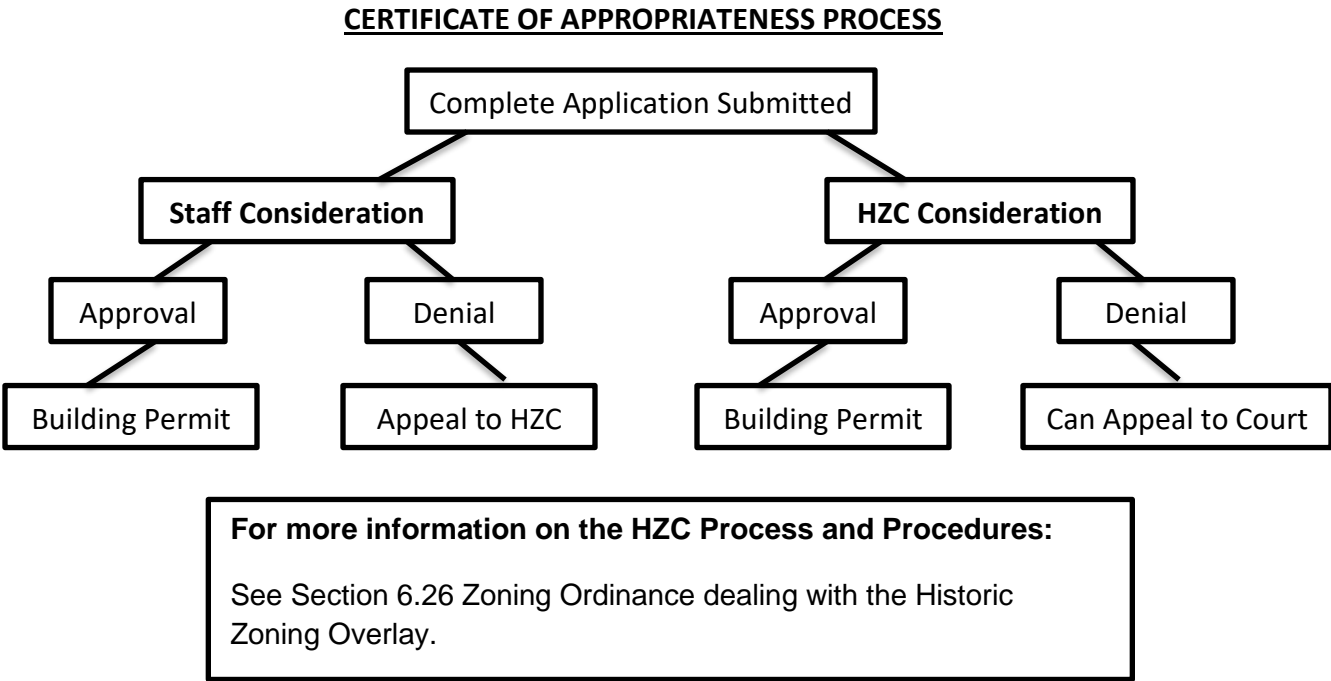 CERTIFICATE OF APPROPRIATENESS PROCESS
Complete Application Submitted
Staff Consideration
HZC Consideration
Approval
Denial
Approval
Denial
Building Permit
Appeal to HZC
Building Permit
Can Appeal to Court
For more information on the HZC Process and Procedures:
See Section 6.26 Zoning Ordinance dealing with the Historic
Zoning Overlay.